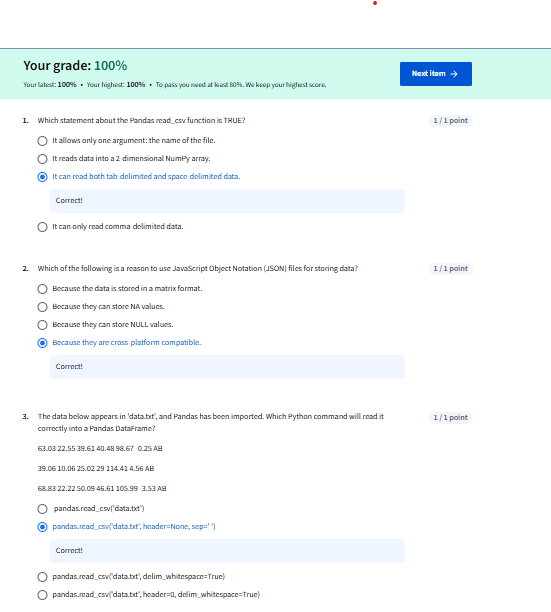 Your grade: 100%
Next item →
Your latest: 100% • Your highest: 100% • To pass you need at least 80%. We keep your highest score.
1. Which statement about the Pandas read_csv function is TRUE?
1 / 1 point
It allows only one argument: the name of the file.
It reads data into a 2-dimensional NumPy array.
It can read both tab-delimited and space-delimited data.
Correct!
It can only read comma-delimited data.
2. Which of the following is a reason to use JavaScript Object Notation (JSON) files for storing data?
1 / 1 point
Because the data is stored in a matrix format.
Because they can store NA values.
Because they can store NULL values.
Because they are cross-platform compatible.
Correct!
3. The data below appears in 'data.txt', and Pandas has been imported. Which Python command will read it
correctly into a Pandas DataFrame?
1 / 1 point
63.03 22.55 39.61 40.48 98.67 -0.25 AB
39.06 10.06 25.02 29 114.41 4.56 AB
68.83 22.22 50.09 46.61 105.99 -3.53 AB
pandas.read_csv('data.txt')
pandas.read_csv('data.txt', header=None, sep=' ')
Correct!
pandas.read_csv('data.txt', delim_whitespace=True)
pandas.read_csv('data.txt', header=0, delim_whitespace=True)